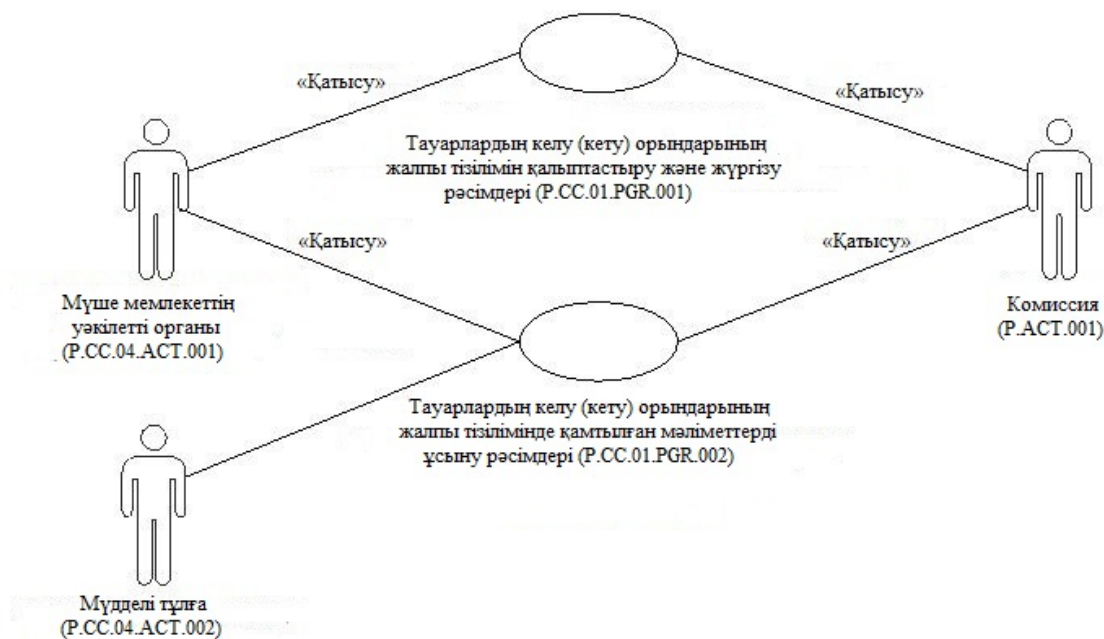 «Қатысу»
«Қатысу»
Тауарлардың келу (кету) орындарының
жалпы тізілімін қалыптастыру және жүргізу
рәсімдері (P.CC.01.PGR.001)
«Қатысу»
«Қатысу»
Мүше мемлекеттің
уәкілетті органы
(P.CC.04.ACT.001)
Комиссия
(P.ACT.001)
Тауарлардың келу (кету) орындарының
жалпы тізілімінде қамтылған мәліметтерді
ұсыну рәсімдері (P.CC.01.PGR.002)
Мүдделі тұлға
(P.CC.04.ACT.002)